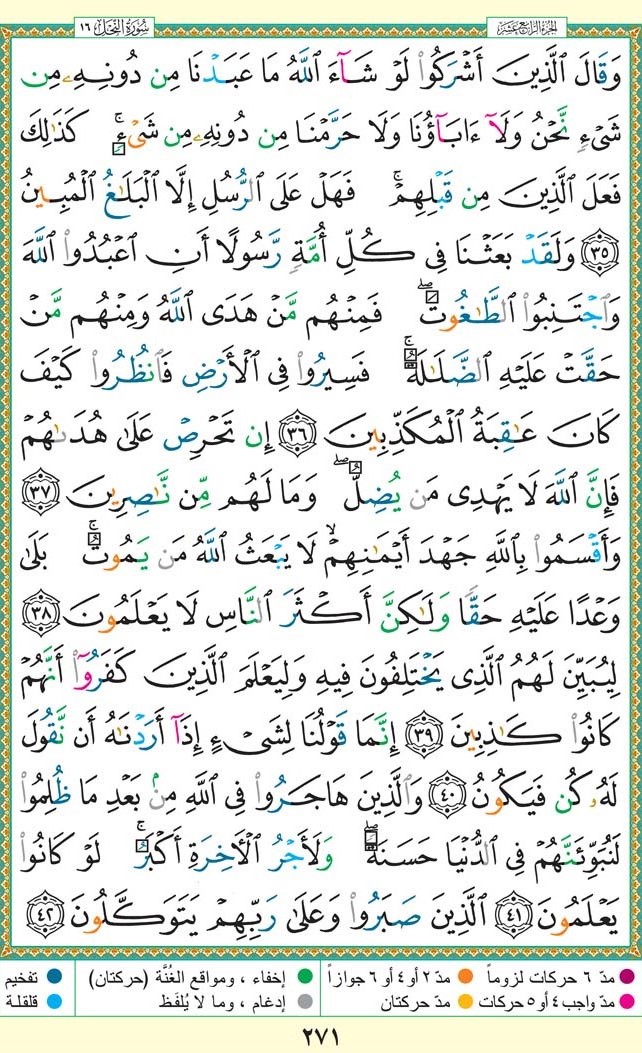 سُورَةُ النَّحل ١٦
الجزء الرابع عشر
وَقَالَ ٱلَّذِينَ أَشۡرَكُواْ لَوۡ شَآءَ ٱللَّهُ مَا عَبَدۡنَا مِن دُونِهِۦ مِن
شَيۡءٖ نَّحۡنُ وَلَآ ءَابَآؤُنَا وَلَا حَرَّمۡنَا مِن دُونِهِۦ مِن شَيۡءٖۚ كَذَٰلِكَ
فَعَلَ ٱلَّذِينَ مِن قَبۡلِهِمۡۚ فَهَلۡ عَلَى ٱلرُّسُلِ إِلَّا ٱلۡبَلَٰغُ ٱلۡمُبِينُ
٣٥ وَلَقَدۡ بَعَثۡنَا فِي كُلِّ أُمَّةٖ رَّسُولًا أَنِ ٱعۡبُدُواْ ٱللَّهَ
وَٱجۡتَنِبُواْ ٱلطَّٰغُوتَۖ فَمِنۡهُم مَّنۡ هَدَى ٱللَّهُ وَمِنۡهُم مَّنۡ
حَقَّتۡ عَلَيۡهِ ٱلضَّلَٰلَةُۚ فَسِيرُواْ فِي ٱلۡأَرۡضِ فَٱنظُرُواْ كَيۡفَ
كَانَ عَٰقِبَةُ ٱلۡمُكَذِّبِينَ ٣٦ إِن تَحۡرِصۡ عَلَىٰ هُدَىٰهُمۡ
فَإِنَّ ٱللَّهَ لَا يَهۡدِي مَن يُضِلُّۖ وَمَا لَهُم مِّن نَّٰصِرِينَ ٣٧
وَأَقۡسَمُواْ بِٱللَّهِ جَهۡدَ أَيۡمَٰنِهِمۡۙ لَا يَبۡعَثُ ٱللَّهُ مَن يَمُوتُۚ بَلَىٰ
وَعۡدًا عَلَيۡهِ حَقّٗا وَلَٰكِنَّ أَكۡثَرَ ٱلنَّاسِ لَا يَعۡلَمُونَ ٣٨
لِيُبَيِّنَ لَهُمُ ٱلَّذِي يَخۡتَلِفُونَ فِيهِ وَلِيَعۡلَمَ ٱلَّذِينَ كَفَرُوٓاْ أَنَّهُمۡ
كَانُواْ كَٰذِبِينَ ٣٩ إِنَّمَا قَوۡلُنَا لِشَيۡءٍ إِذَآ أَرَدۡنَٰهُ أَن نَّقُولَ
لَهُۥ كُن فَيَكُونُ ٤٠ وَٱلَّذِينَ هَاجَرُواْ فِي ٱللَّهِ مِنۢ بَعۡدِ مَا ظُلِمُواْ
لَنُبَوِّئَنَّهُمۡ فِي ٱلدُّنۡيَا حَسَنَةٗۖ وَلَأَجۡرُ ٱلۡأٓخِرَةِ أَكۡبَرُۚ لَوۡ كَانُواْ
يَعۡلَمُونَ ٤١ ٱلَّذِينَ صَبَرُواْ وَعَلَىٰ رَبِّهِمۡ يَتَوَكَّلُونَ ٤٢
مدّ ٦ حركات لزوماً مدّ ٢ أو ٤ أو ٦ جوازاً إخفاء ، ومواقع الغُنَّة (حركتان) تفخيم
مدّ واجب ٤ أو ٥ حركات مدّ حركتان إدغام ، وما لا يُلفَظ قلقلة
٢٧١